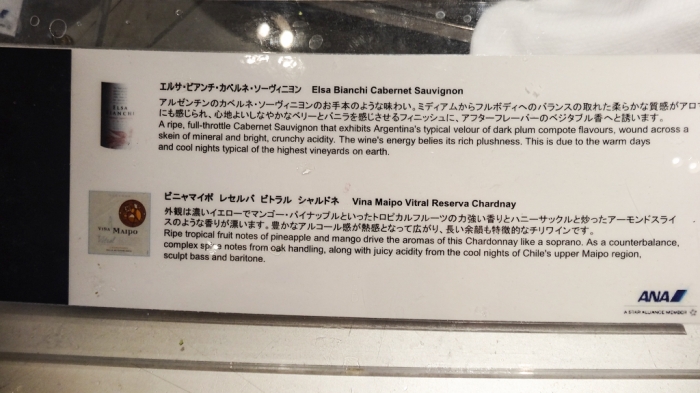 エルサ・ビアンチ・カベルネ・ソーヴィニヨン Elsa Bianchi Cabernet Sauvignon
アルゼンチンのカベルネ・ソーヴィニヨンのお手本のような味わい。ミディアムからフルボディへのバランスの取れた柔らかな質感がアロマ
にも感じられ、心地よいしなやかなベリーとバニラを感じさせるフィニッシュに、アフターフレーバーのベジタブル香へと誘います。
A ripe, full-throttle Cabernet Sauvignon that exhibits Argentina's typical velour of dark plum compote flavours, wound across a
skein of mineral and bright, crunchy acidity. The wine's energy belies its rich plushness. This is due to the warm days
and cool nights typical of the highest vineyards on earth.
ELSA
BIANCHI
ビニャマイポ レセルバ ビトラル シャルドネ Vina Maipo Vitral Reserva Chardnay
外観は濃いイエローでマンゴー・パイナップルといったトロピカルフルーツの力強い香りとハニーサックルと炒ったアーモンドスライ
スのような香りが漂います。豊かなアルコール感が熱感となって広がり、長い余韻も特徴的なチリワインです。
Ripe tropical fruit notes of pineapple and mango drive the aromas of this Chardonnay like a soprano. As a counterbalance,
complex spice notes from oak handling, along with juicy acidity from the cool nights of Chile's upper Maipo region,
sculpt bass and baritone.
VIÑA MAIPO
ANA
A STAR ALLIANCE MEMBER